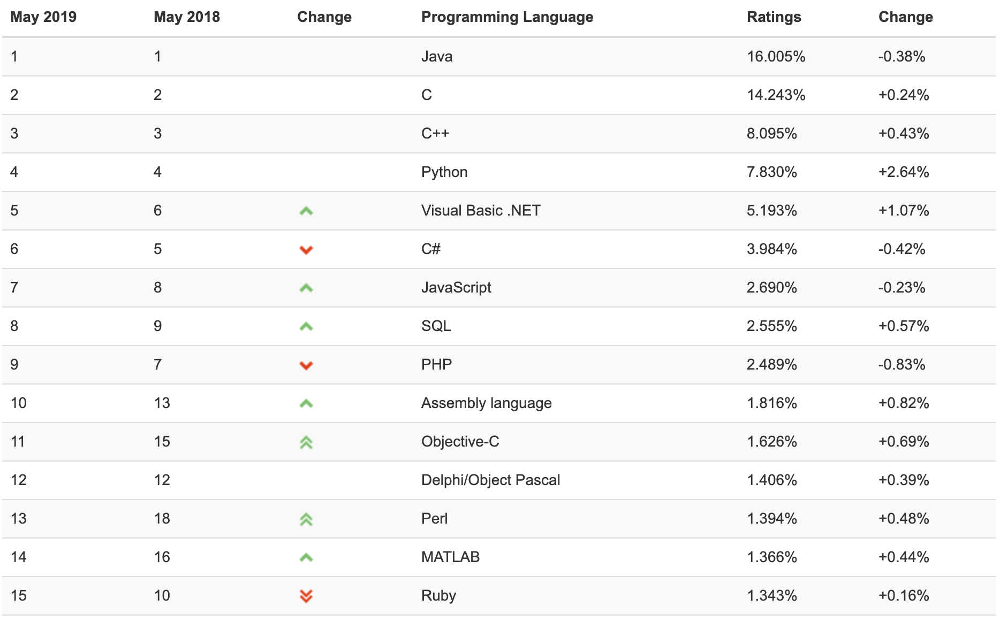 May 2019 May 2018 Change Programming Language Ratings Change
1 1 Java 16.005% -0.38%
2 2 C 14.243% +0.24%
3 3 C++ 8.095% +0.43%
4 4 Python 7.830% +2.64%
5 6 Visual Basic .NET 5.193% +1.07%
6 5 C# 3.984% -0.42%
7 8 JavaScript 2.690% -0.23%
8 9 SQL 2.555% +0.57%
9 7 PHP 2.489% -0.83%
10 13 Assembly language 1.816% +0.82%
11 15 Objective-C 1.626% +0.69%
12 12 Delphi/Object Pascal 1.406% +0.39%
13 18 Perl 1.394% +0.48%
14 16 MATLAB 1.366% +0.44%
15 10 Ruby 1.343% +0.16%